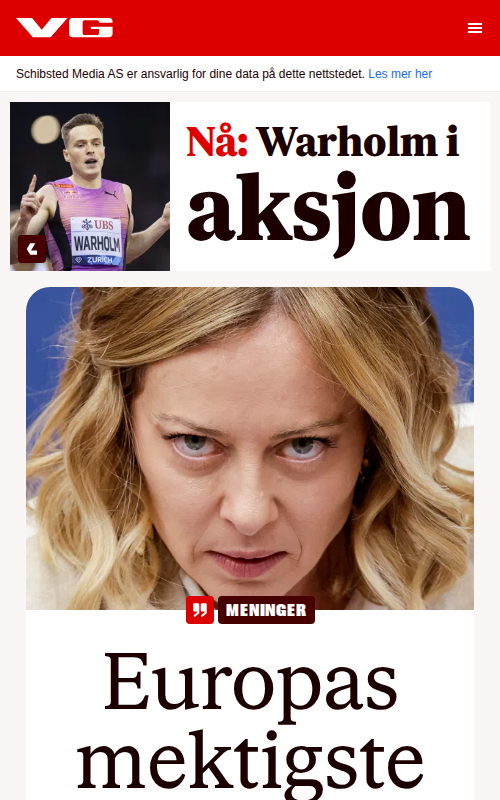 VG
Schibsted Media AS er ansvarlig for dine data på dette nettstedet. Les mer her
Nå: Warholm i
aksjon
UBS
WARHOLM
ZURICH
MENINGER
Europas
mektigste